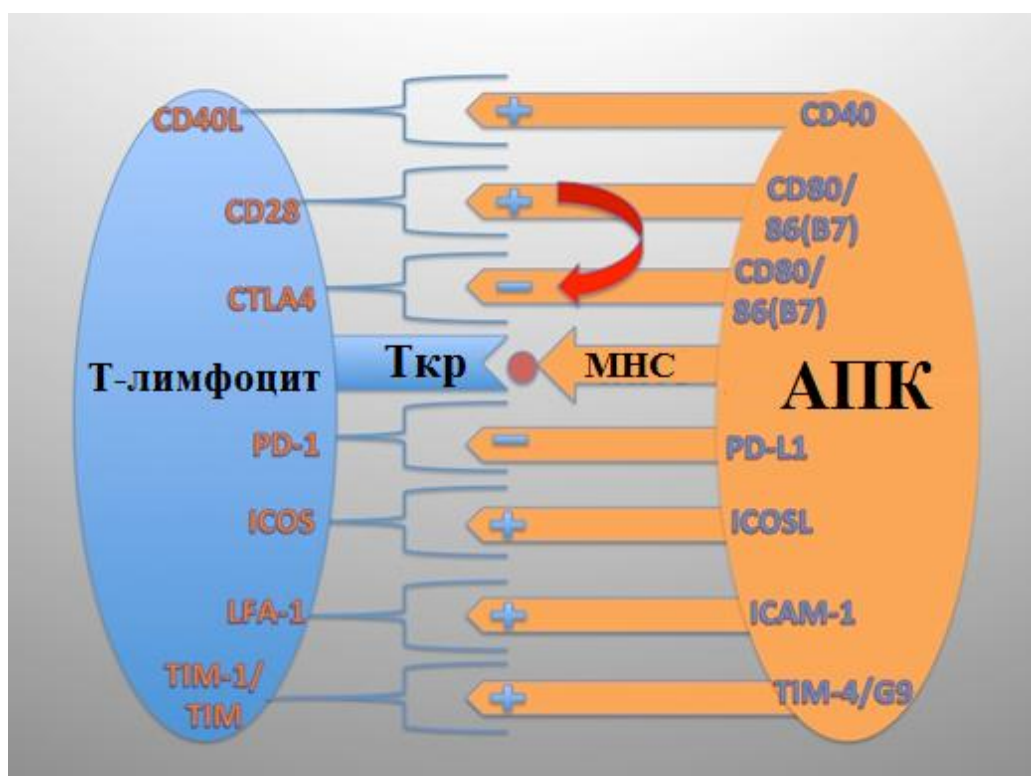 CD40L
CD40
CD28
CD80/
86(B7)
CTLA4
CD80/
86(B7)
Т-лимфоцит
Ткр
МНС
АПК
PD-1
PD-L1
ICOS
ICOSL
LFA-1
ICAM-1
TIM-1/
TIM
TIM-4/G9